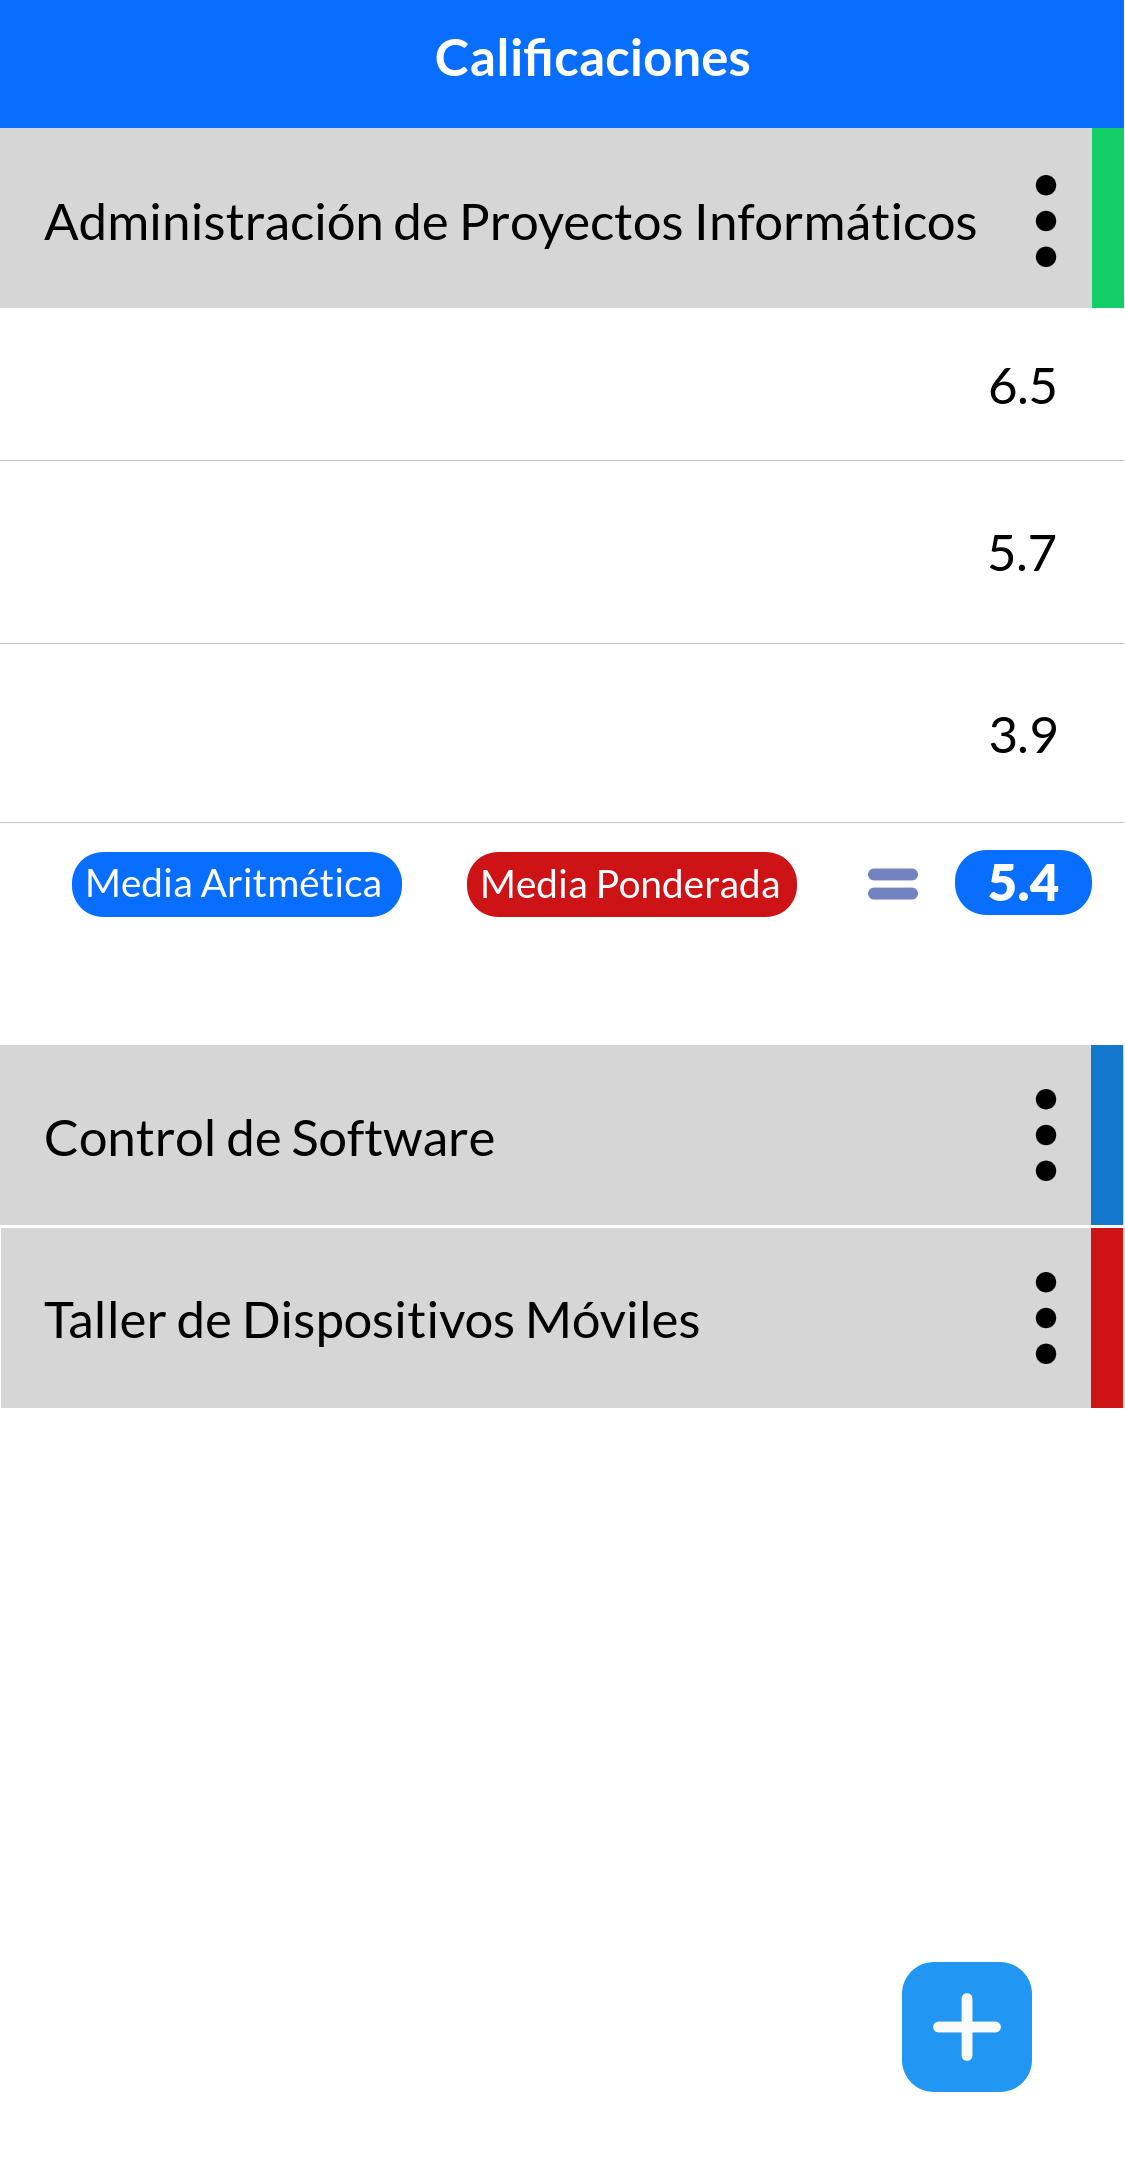 Calificaciones
Administración de Proyectos Informáticos
6.5
5.7
3.9
Media Aritmética Media Ponderada = 5.4
Control de Software
Taller de Dispositivos Móviles